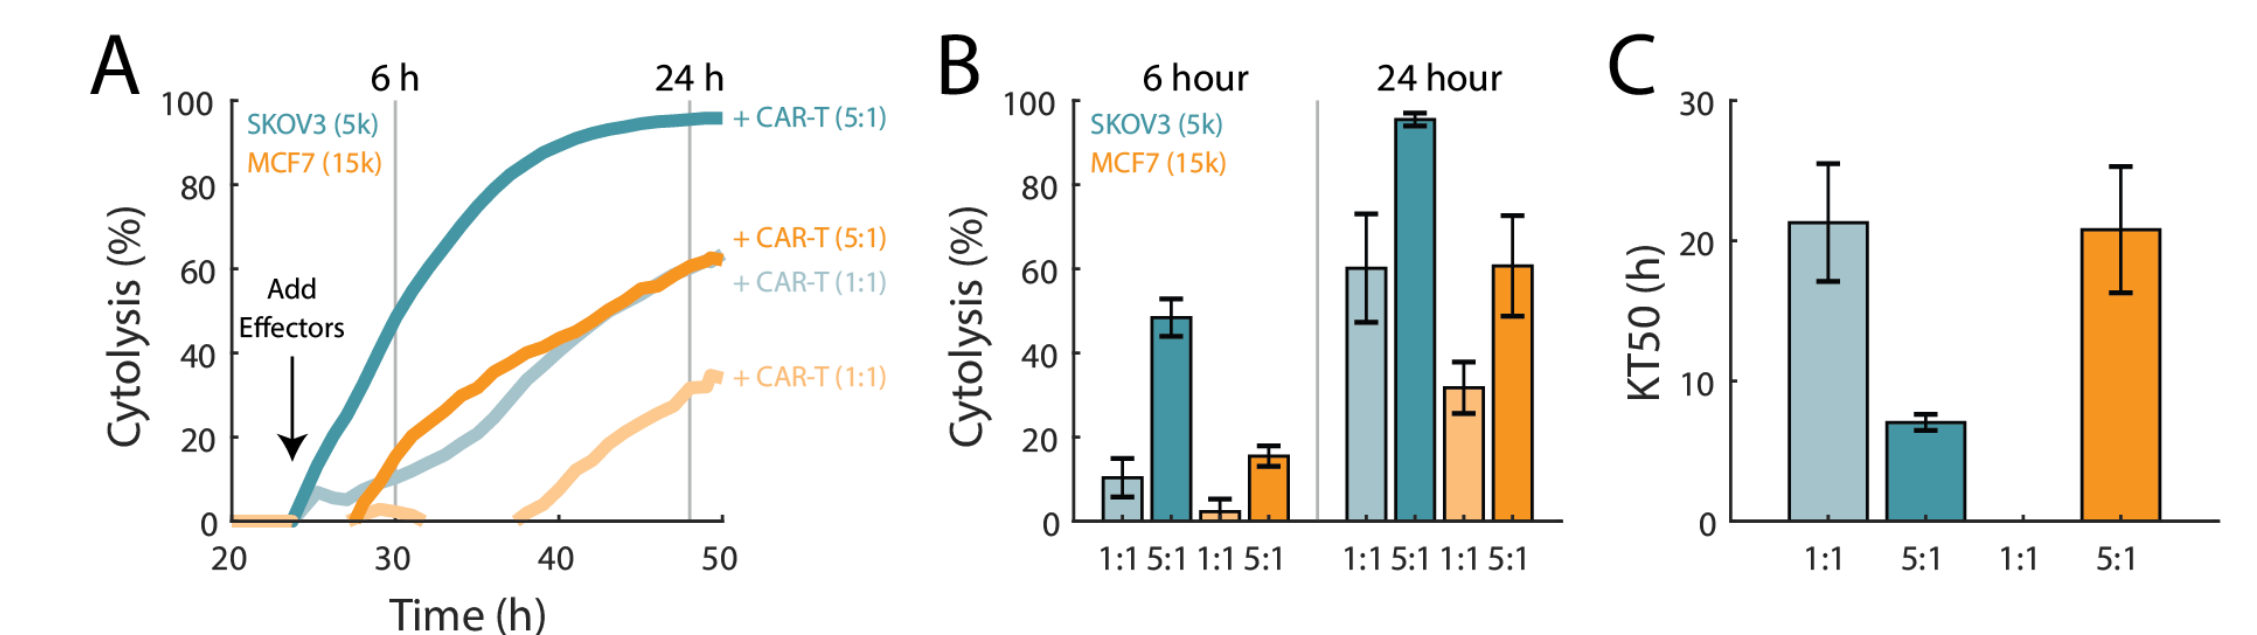 A
6 h
24 h
100
80
60
40
20
0
Cytolysis (%)
SKOV3 (5k)
MCF7 (15k)
Add
Effectors
+ CAR-T (5:1)
+ CAR-T (5:1)
+ CAR-T (1:1)
+ CAR-T (1:1)
20 30 40 50
Time (h)
B
6 hour
24 hour
100
80
60
40
20
0
Cytolysis (%)
SKOV3 (5k)
MCF7 (15k)
1:1 5:1 1:1 5:1 1:1 5:1 1:1 5:1
C
30
20
10
0
KT50 (h)
1:1 5:1 1:1 5:1